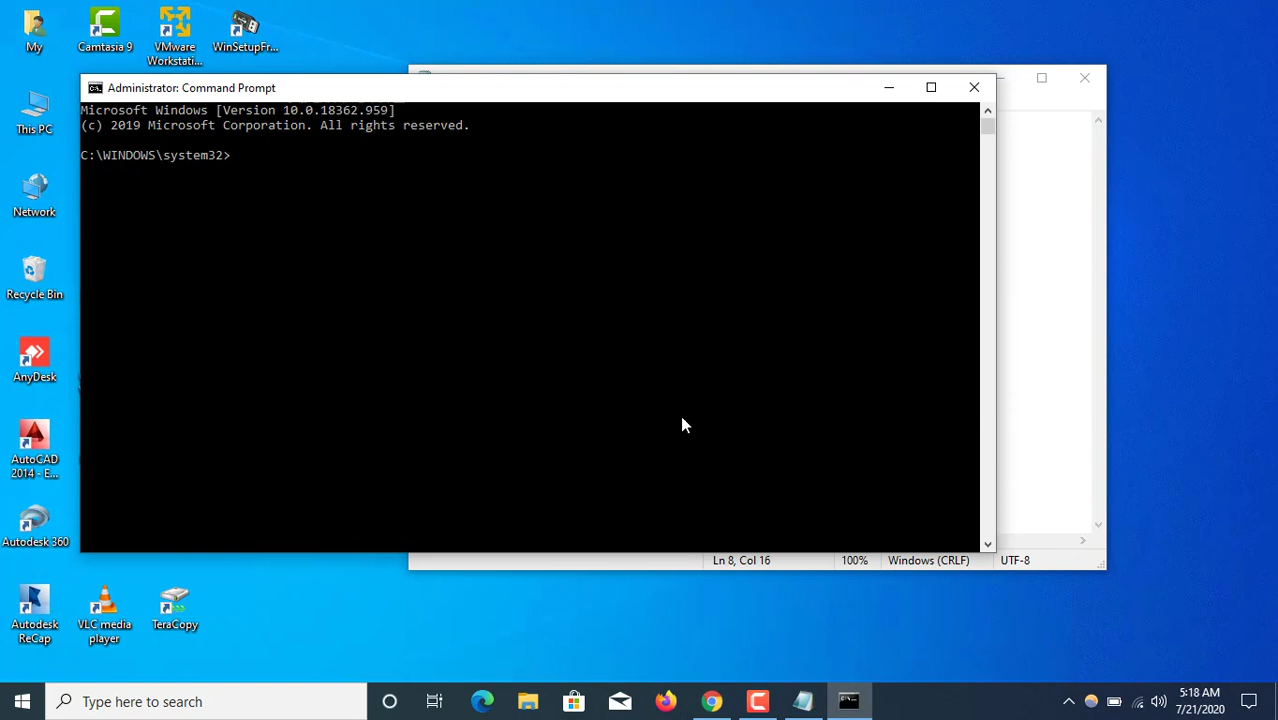 My
Camtasia 9
VMware
Workstati...
WinSetupFr...
Administrator: Command Prompt
Microsoft Windows [Version 10.0.18362.959]
(c) 2019 Microsoft Corporation. All rights reserved.
C:\WINDOWS\system32>
This PC
Network
Recycle Bin
AnyDesk
AutoCAD
2014 - E...
Autodesk 360
Ln 8, Col 16
100%
Windows (CRLF)
UTF-8
Autodesk
ReCap
VLC media
player
TeraCopy
Type here to search
5:18 AM
7/21/2020